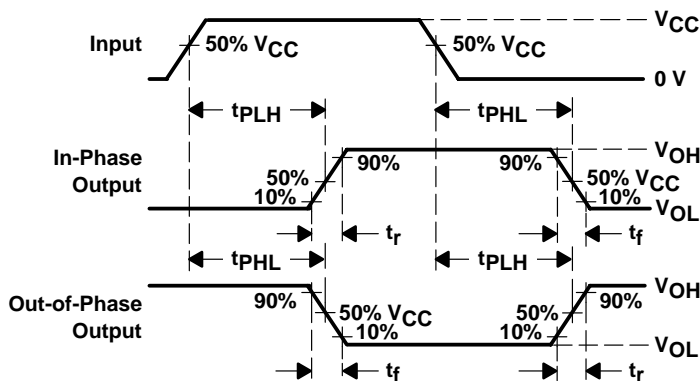 VCC
Input
50% VCC
50% VCC
0 V
tPLH
tPHL
In-Phase
Output
50%
10%
90%
90%
VOH
50% VCC
10%
VOL
tr
tf
tPHL
tPLH
Out-of-Phase
Output
90%
50% VCC
10%
50%
10%
90%
VOH
VOL
tf
tr